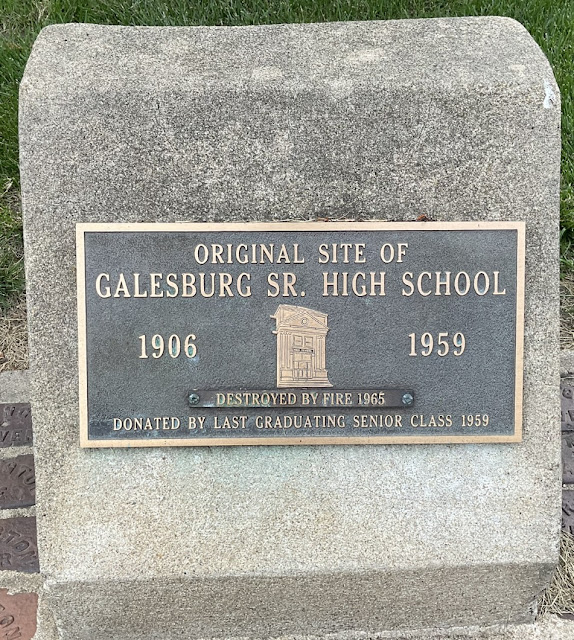 ORIGINAL SITE OF
GALESBURG SR. HIGH SCHOOL
1906 1959
DESTROYED BY FIRE 1965
DONATED BY LAST GRADUATING SENIOR CLASS 1959